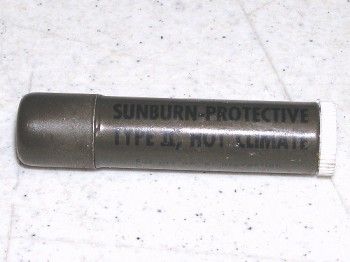 SUNBURN-PROTECTIVE
TYPE II, HOT CLIMATE